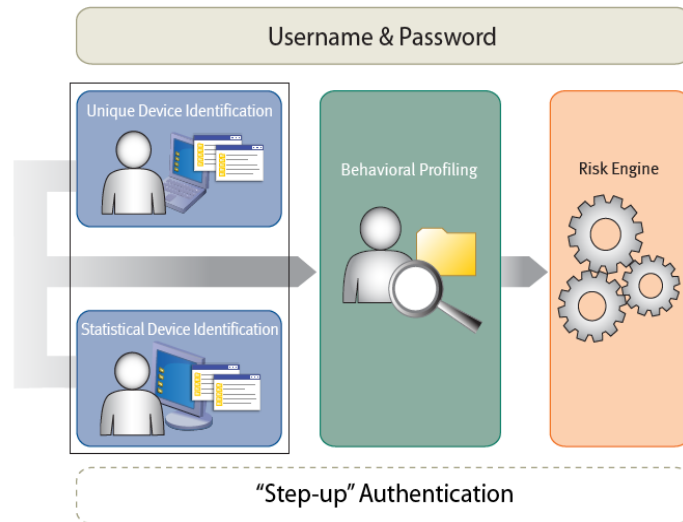 Username & Password
Unique Device Identification
Behavioral Profiling
Risk Engine
Statistical Device Identification
“Step-up” Authentication